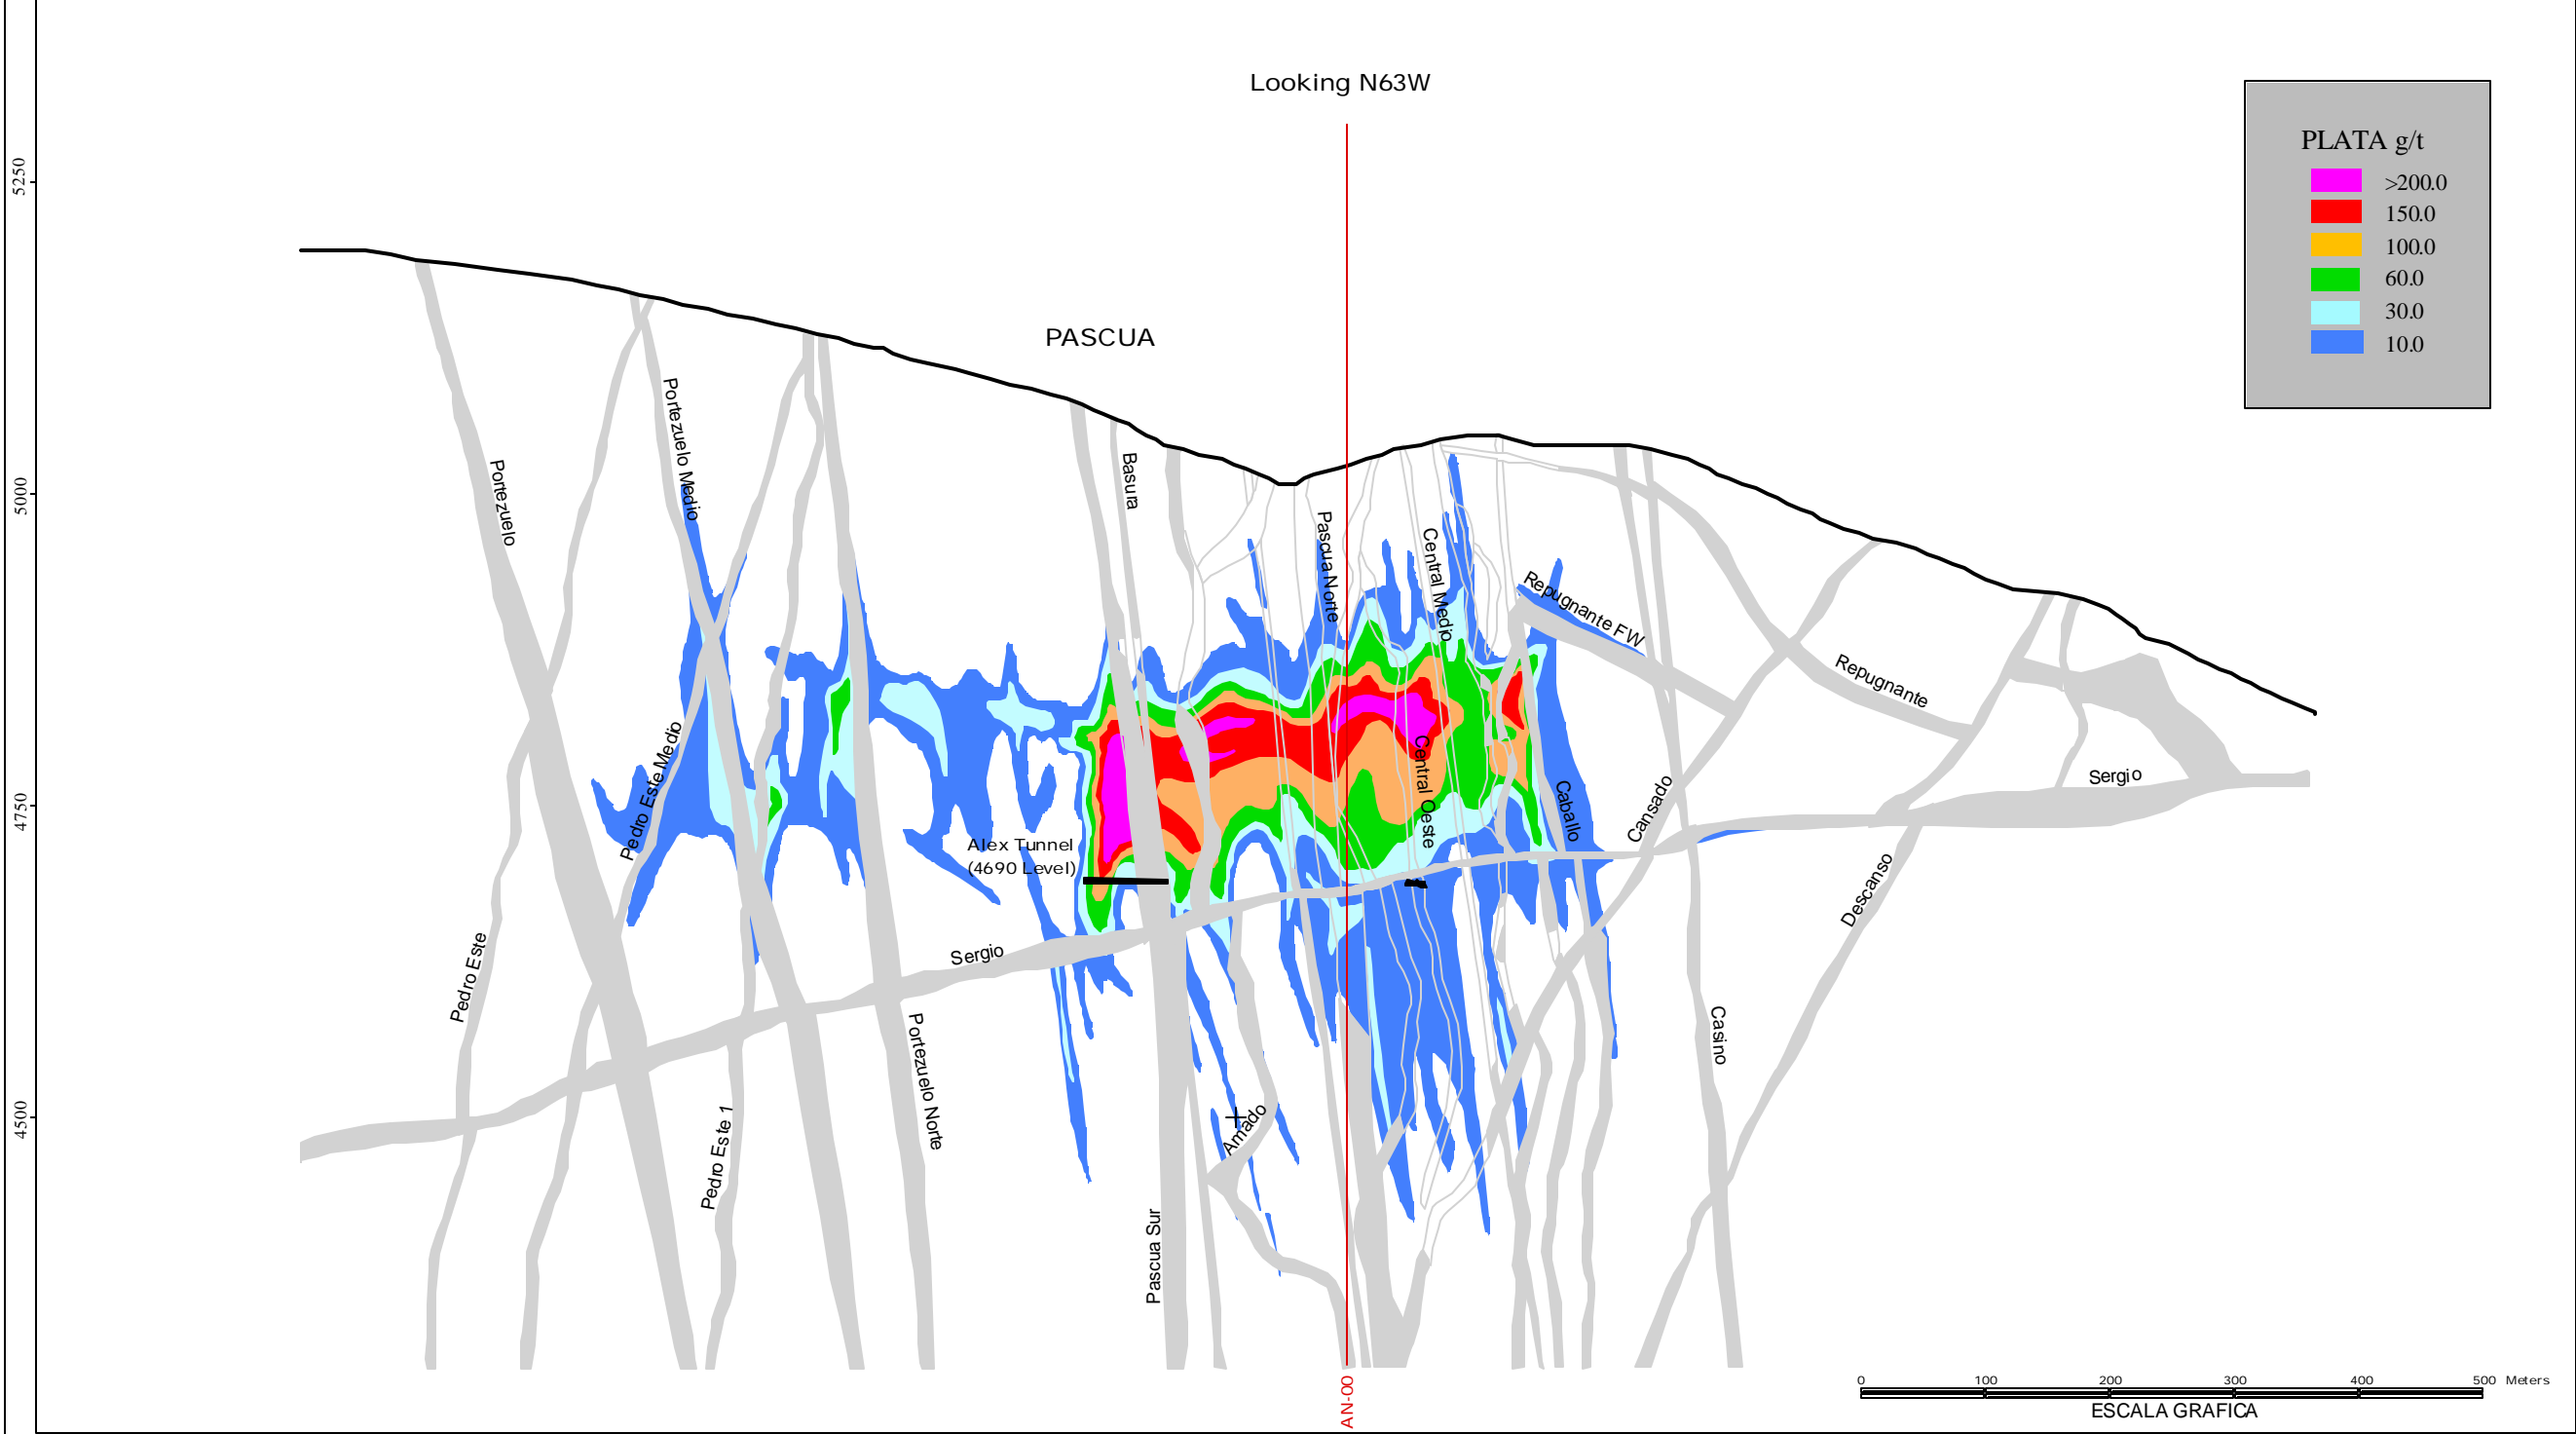 Looking N63W
PLATA g/t
>200.0
150.0
100.0
60.0
30.0
10.0
5250
5000
4750
4500
PASCUA
Portezuelo
Portezuelo Medio
Basura
Pascua Norte
Central Medio
Repugnante FW
Repugnante
Pedro Este Medio
Alex Tunnel
(4690 Level)
Central Oeste
Caballo
Cansado
Sergio
Descanso
Pedro Este
Sergio
Casino
Portezuelo Norte
Pedro Este 1
Amado
Pascua Sur
AN-00
0 100 200 300 400 500 Meters
ESCALA GRAFICA